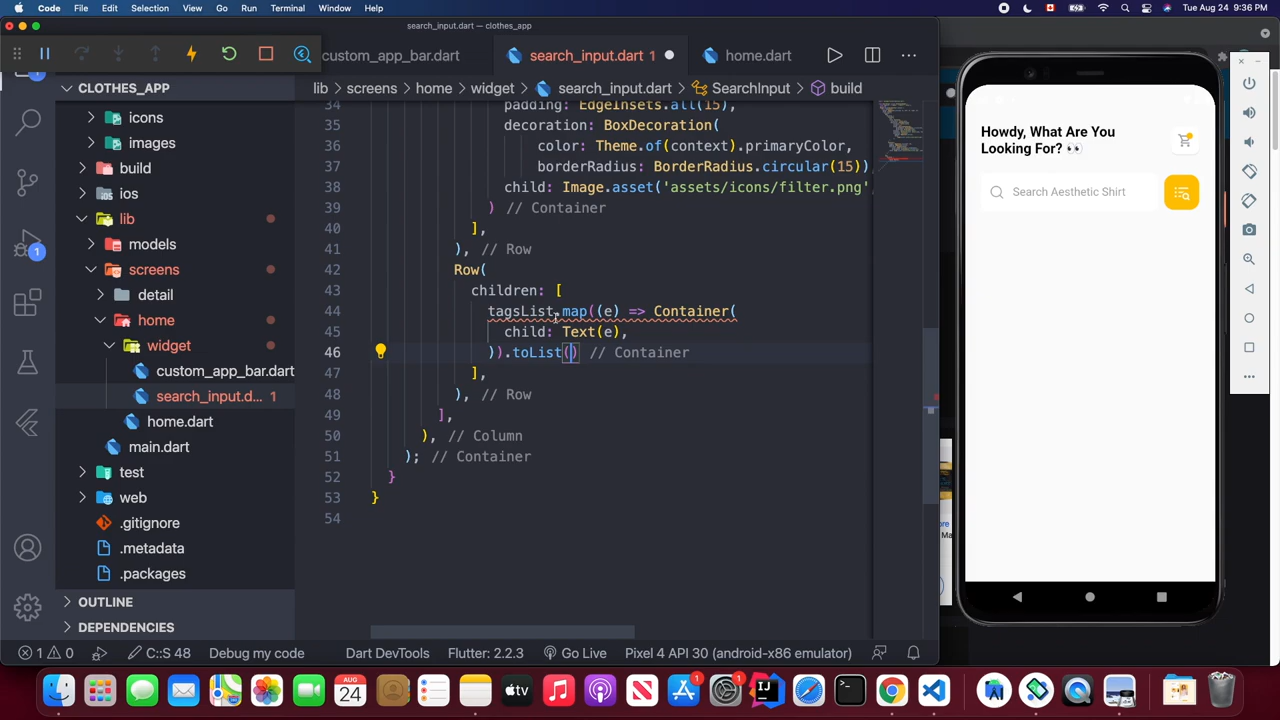 Code File Edit Selection View Go Run Terminal Window Help
Tue Aug 24 9:36 PM
search_input.dart — clothes_app
custom_app_bar.dart search_input.dart 1 home.dart
CLOTHES_APP
lib screens home widget search_input.dart SearchInput build
icons
images
build
ios
lib
models
screens
detail
home
widget
custom_app_bar.dart
search_input.d... 1
home.dart
main.dart
test
web
.gitignore
.metadata
.packages
OUTLINE
DEPENDENCIES
1
34 padding: EdgeInsets.all(15),
35 decoration: BoxDecoration(
36 color: Theme.of(context).primaryColor,
37 borderRadius: BorderRadius.circular(15)),
38 child: Image.asset('assets/icons/filter.png'
39 ) // Container
40 ],
41 ), // Row
42 Row(
43 children: [
44 tagsList.map((e) => Container(
45 child: Text(e),
46 )).toList() // Container
47 ],
48 ), // Row
49 ],
50 ), // Column
51 ); // Container
52 }
53 }
54
1 0 C::S 48 Debug my code Dart DevTools Flutter: 2.2.3 Go Live Pixel 4 API 30 (android-x86 emulator)
Howdy, What Are You
Looking For? 👀
Search Aesthetic Shirt
AUG
24
tv
IJ
1
1